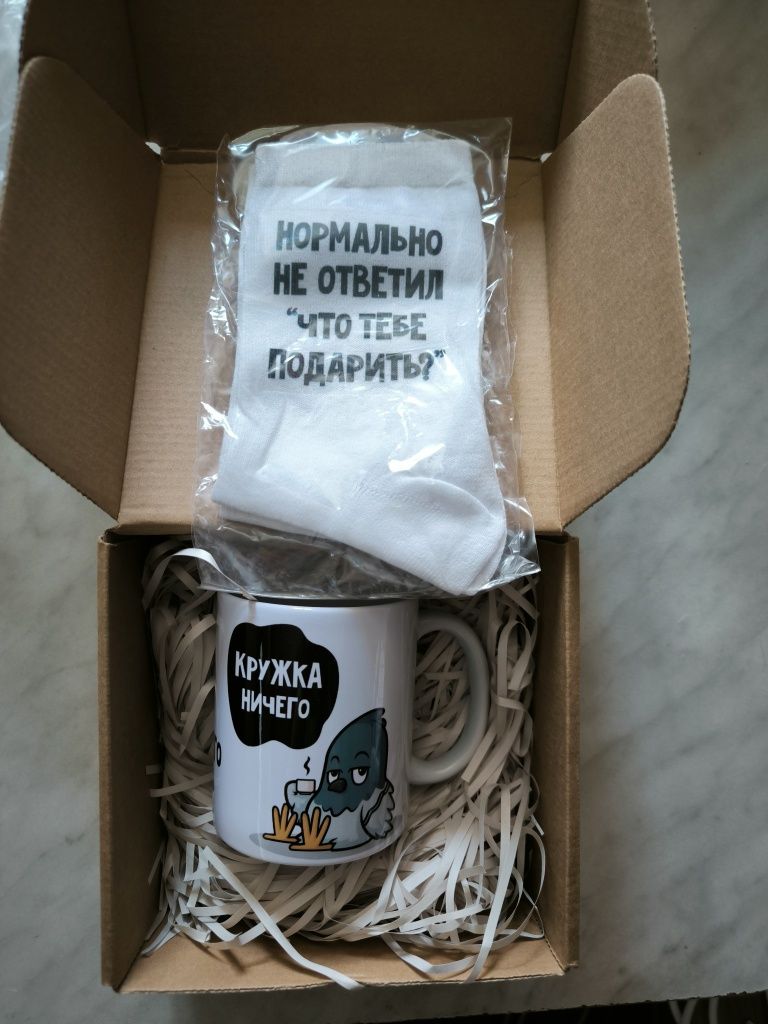 НОРМАЛЬНО
НЕ ОТВЕТИЛ
"ЧТО ТЕБЕ
ПОДАРИТЬ?"
КРУЖКА
НИЧЕГО